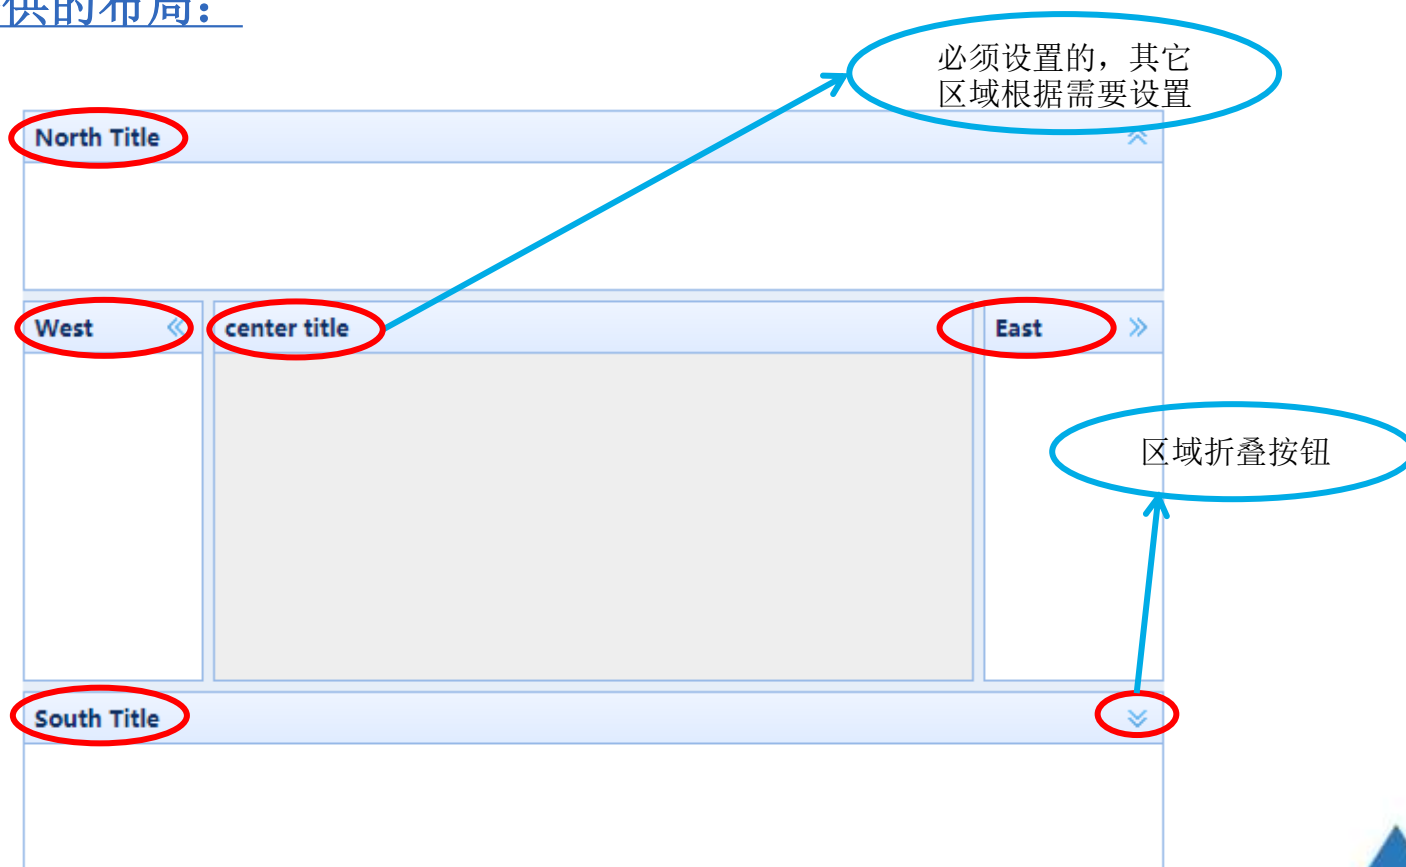 供的布局：
必须设置的，其它
区域根据需要设置
North Title
West
center title
East
区域折叠按钮
South Title